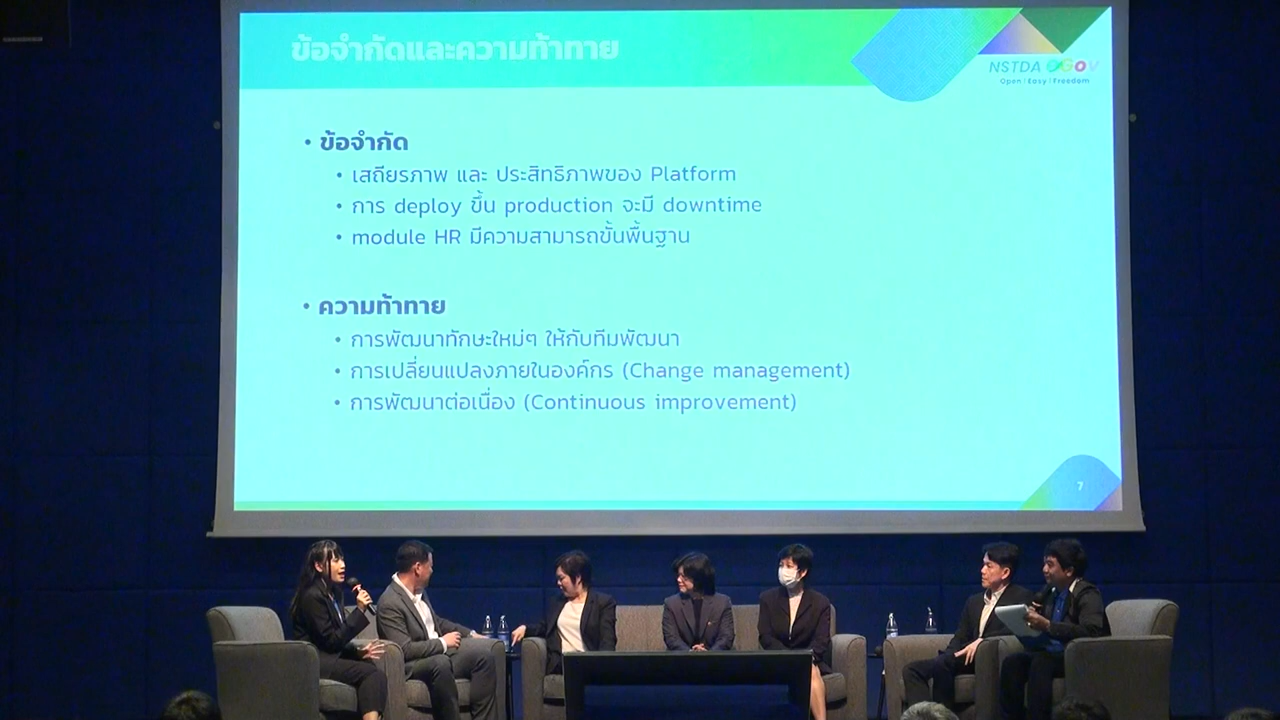 ข้อจำกัดและความท้าทาย
NSTDA OGov
Open | Easy | Freedom
• ข้อจำกัด
• เสถียรภาพ และ ประสิทธิภาพของ Platform
• การ deploy ขึ้น production จะมี downtime
• module HR มีความสามารถขั้นพื้นฐาน
• ความท้าทาย
• การพัฒนาทักษะใหม่ๆ ให้กับทีมพัฒนา
• การเปลี่ยนแปลงภายในองค์กร (Change management)
• การพัฒนาต่อเนื่อง (Continuous improvement)
7